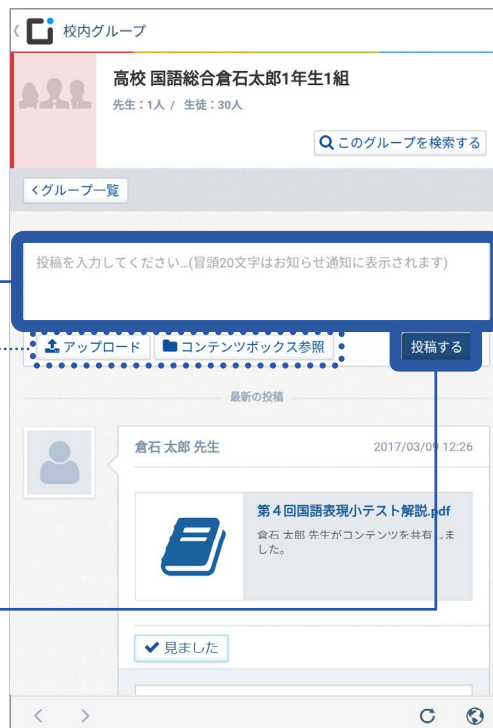 校内グループ
高校 国語総合倉石太郎1年生1組
先生：1人 / 生徒：30人
このグループを検索する
グループ一覧
投稿を入力してください...(冒頭20文字はお知らせ通知に表示されます)
アップロード
コンテンツボックス参照
投稿する
最新の投稿
倉石 太郎 先生
2017/03/09 12:26
第４回国語表現小テスト解説.pdf
倉石 太郎 先生がコンテンツを共有しま
した。
見ました